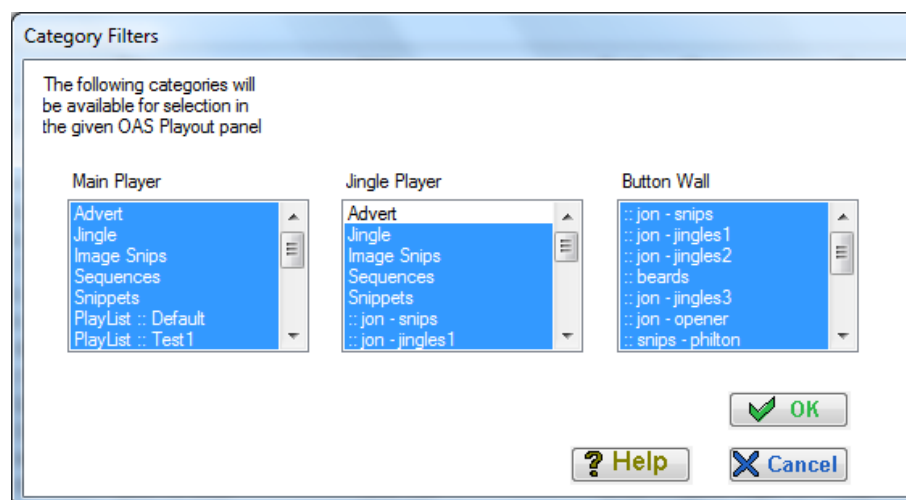 Category Filters
The following categories will
be available for selection in
the given OAS Playout panel
Main Player
Advert
Jingle
Image Snips
Sequences
Snippets
PlayList :: Default
PlayList :: Test1
Jingle Player
Advert
Jingle
Image Snips
Sequences
Snippets
:: jon - snips
:: jon - jingles1
Button Wall
:: jon - snips
:: jon - jingles1
:: jon - jingles2
:: beards
:: jon - jingles3
:: jon - opener
:: snips - philton
OK
? Help
Cancel